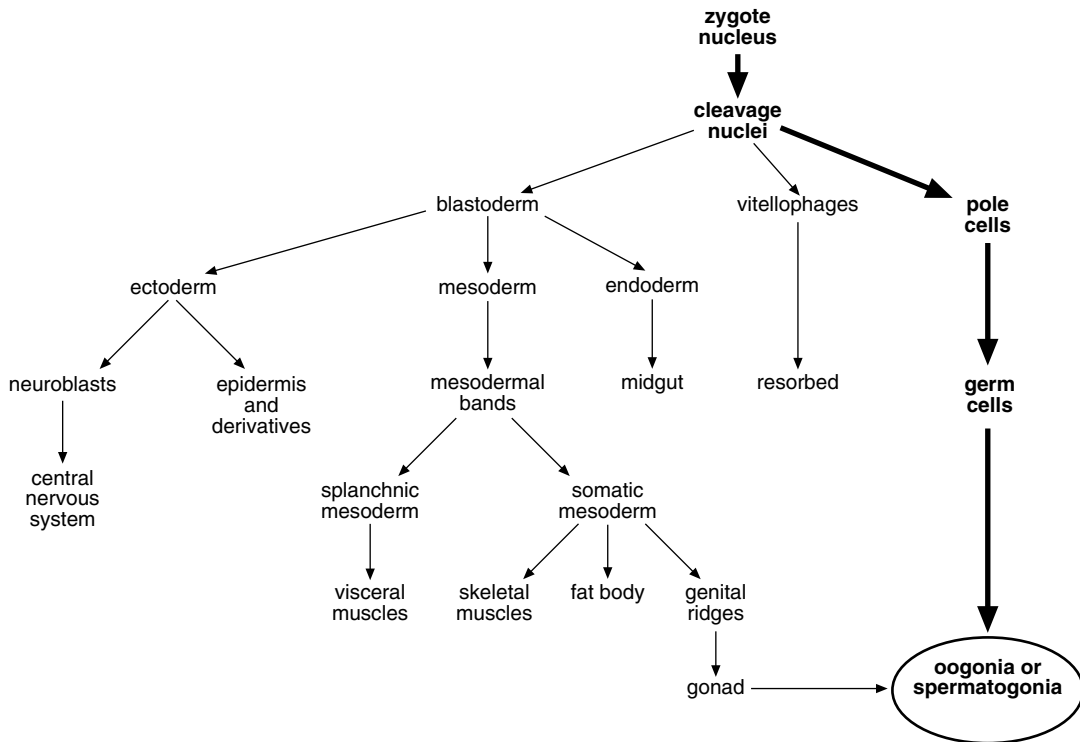 zygote
nucleus
cleavage
nuclei
blastoderm
vitellophages
pole
cells
ectoderm
mesoderm
endoderm
neuroblasts
epidermis
and
derivatives
mesodermal
bands
midgut
resorbed
germ
cells
central
nervous
system
splanchnic
mesoderm
somatic
mesoderm
visceral
muscles
skeletal
muscles
fat body
genital
ridges
gonad
oogonia or
spermatogonia